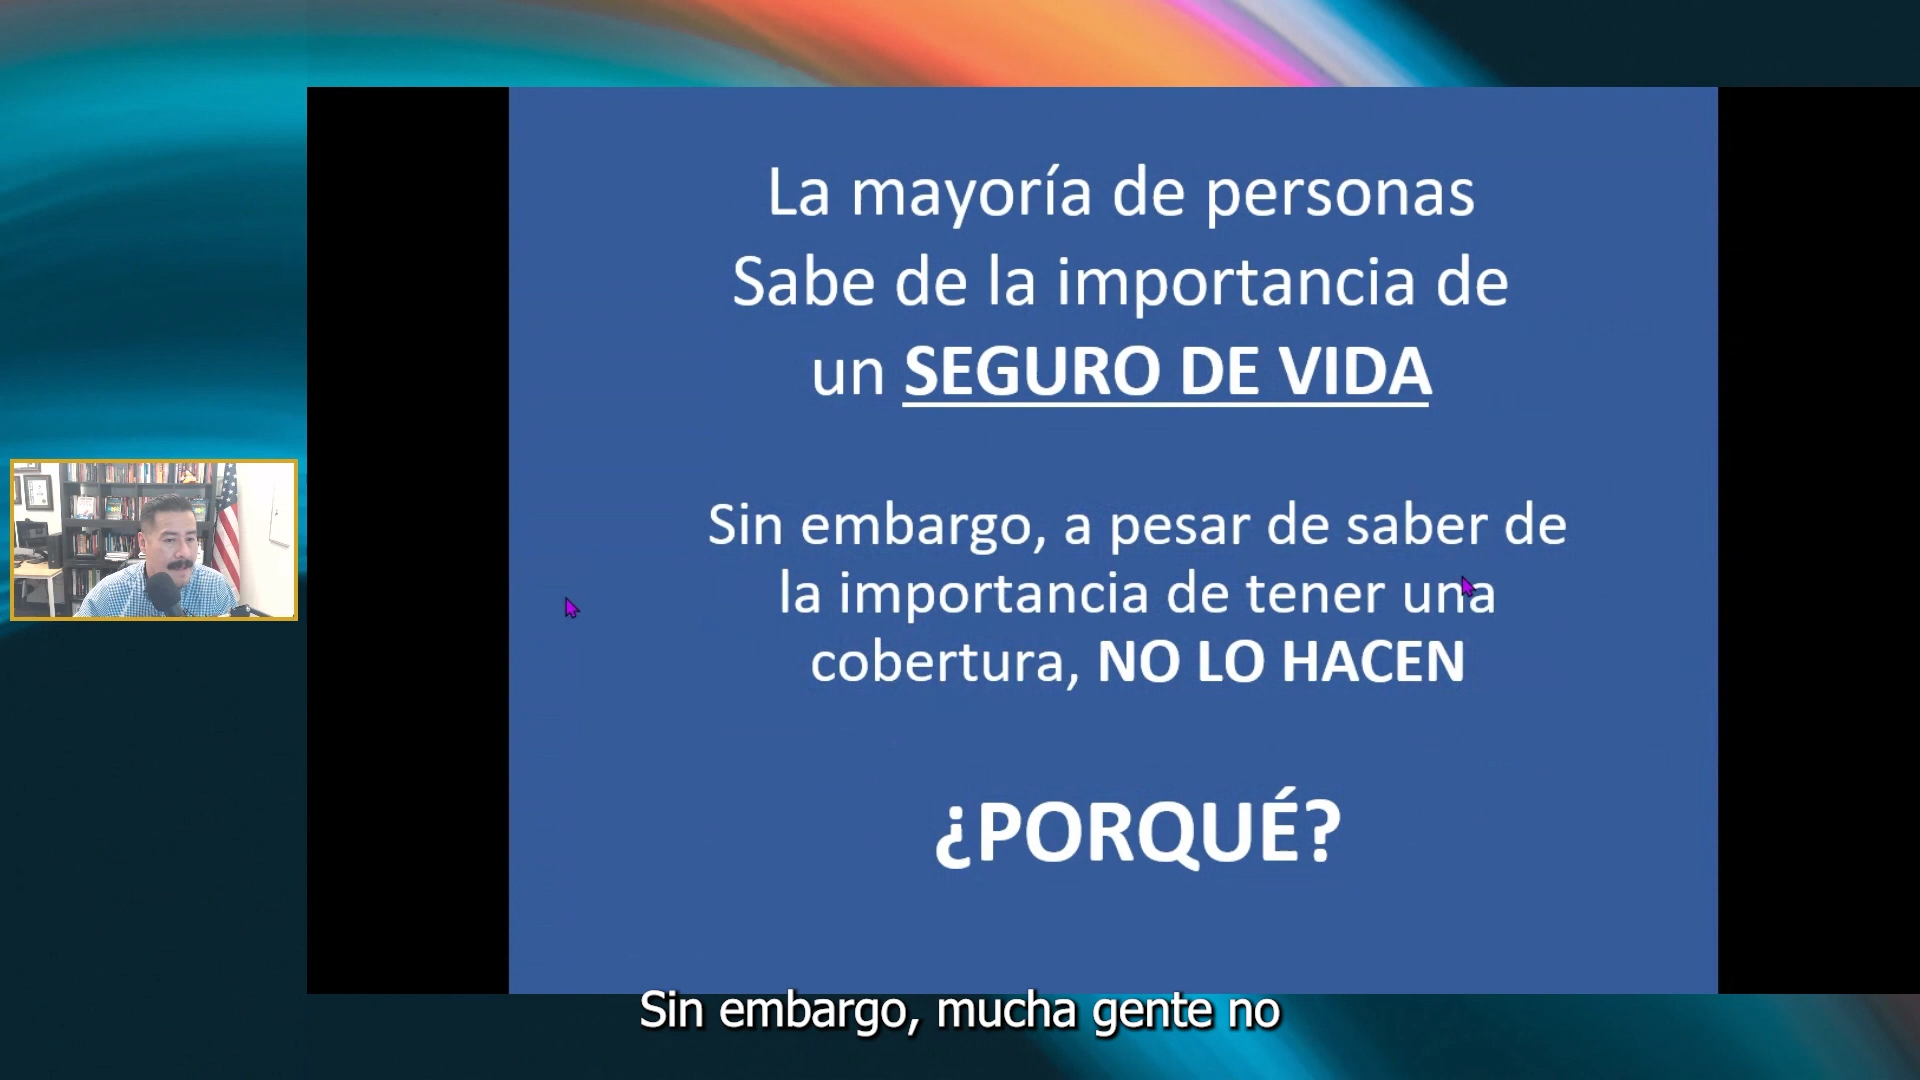 La mayoría de personas
Sabe de la importancia de
un SEGURO DE VIDA
Sin embargo, a pesar de saber de
la importancia de tener una
cobertura, NO LO HACEN
¿PORQUÉ?
Sin embargo, mucha gente no